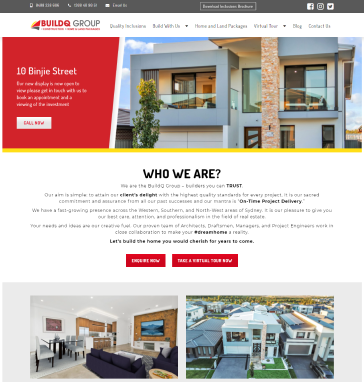 Email Us
Download Inclusions Brochure
BUILDQ GROUP
Quality Inclusions Build With Us Home and Land Packages Virtual Tour Blog Contact Us
10 Binjie Street
Our new display is now open to
view please get in touch with us to
book an appointment and a
viewing of the investment
CALL NOW
WHO WE ARE?
We are the BuildQ Group – builders you can TRUST.
Our aim is simple: to attain our client's delight with the highest quality standards for every project. It is our sacred
commitment and assurance from all our past successes and our mantra is "On-Time Project Delivery."
We have a fast-growing presence across the Western, Southern, and North-West areas of Sydney. It is our pleasure to give you
our best care, attention, and professionalism in the field of real estate.
Your needs and ideas are our creative fuel. Our proven team of Architects, Draftsmen, Managers, and Project Engineers work in
close collaboration to make your #dreamhome a reality.
Let's build the home you would cherish for years to come.
ENQUIRE NOW TAKE A VIRTUAL TOUR NOW